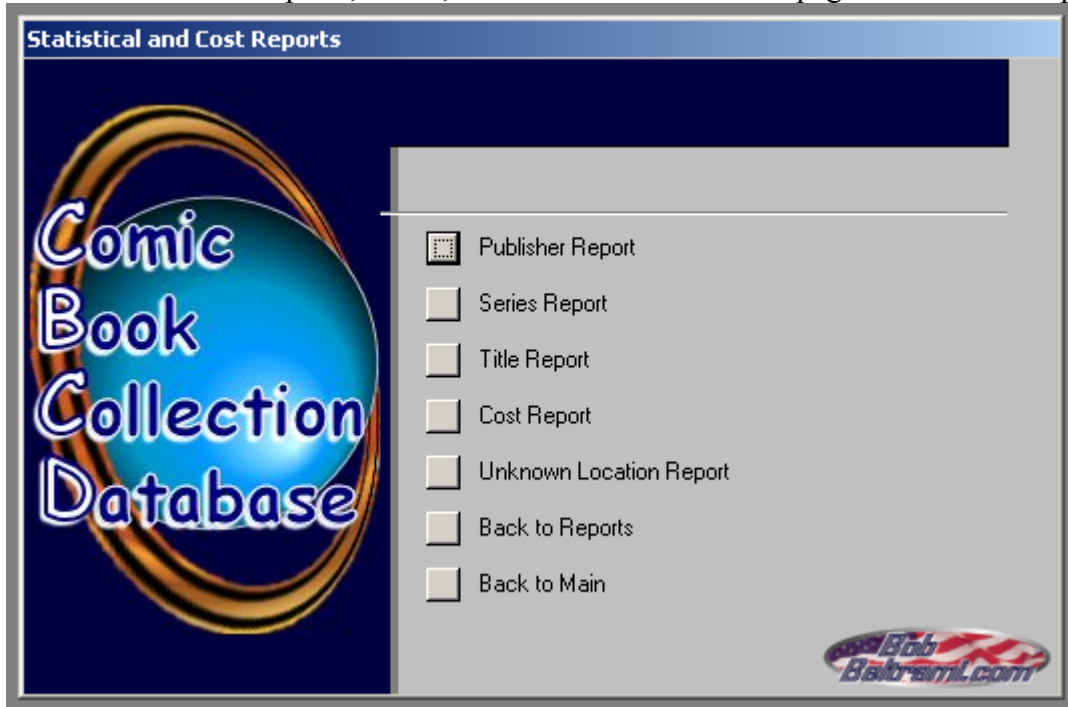 Statistical and Cost Reports
Comic
Book
Collection
Database
Publisher Report
Series Report
Title Report
Cost Report
Unknown Location Report
Back to Reports
Back to Main
Bob
Beltrami.com